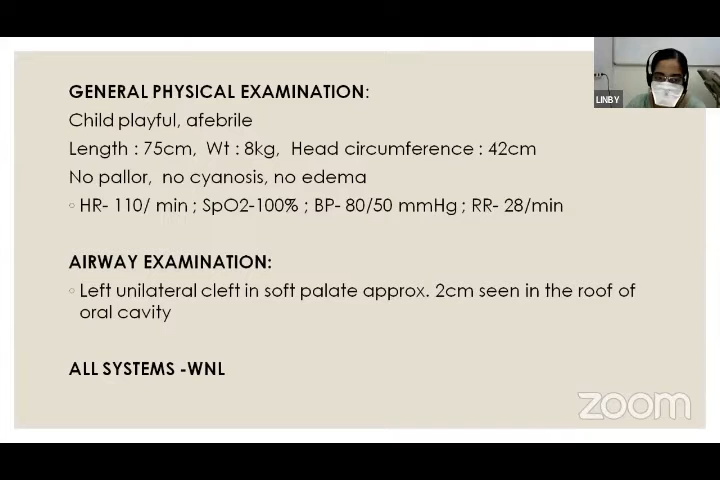 LINBY
GENERAL PHYSICAL EXAMINATION:
Child playful, afebrile
Length : 75cm, Wt : 8kg, Head circumference : 42cm
No pallor, no cyanosis, no edema
◦ HR- 110/ min ; SpO2-100% ; BP- 80/50 mmHg ; RR- 28/min
AIRWAY EXAMINATION:
◦ Left unilateral cleft in soft palate approx. 2cm seen in the roof of
oral cavity
ALL SYSTEMS -WNL
zoom